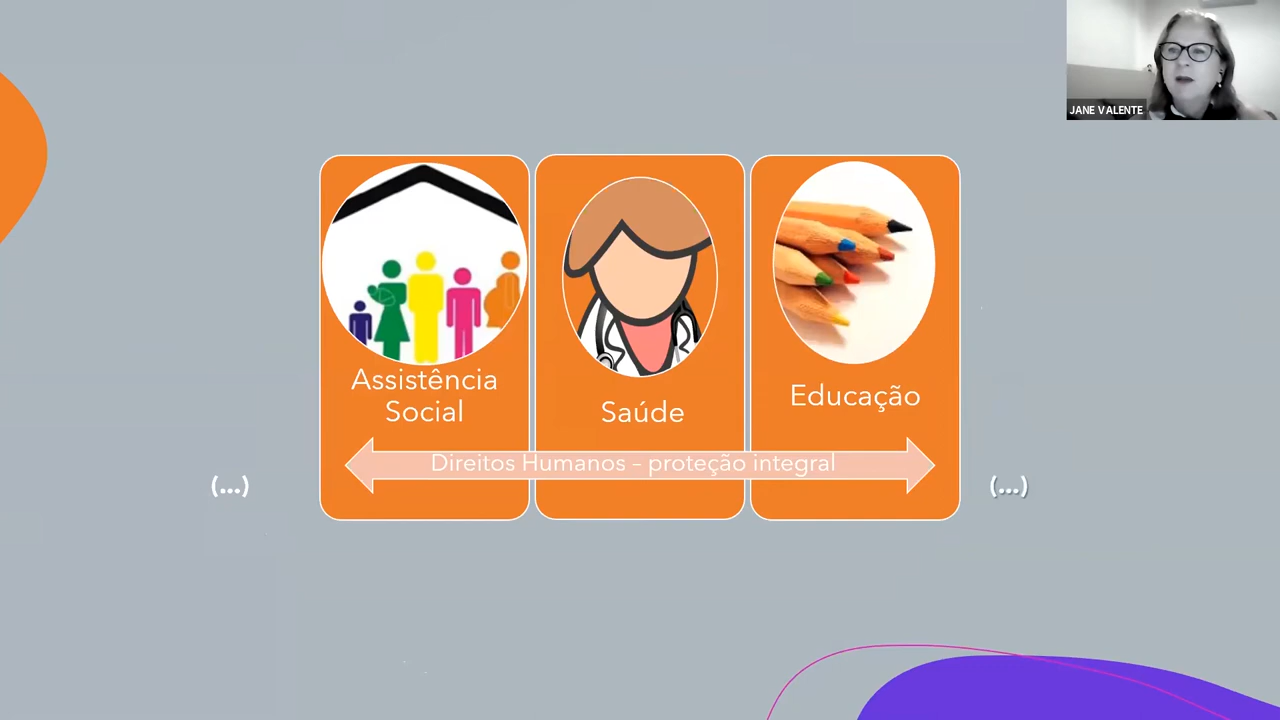 JANE VALENTE
Assistência
Social
Saúde
Educação
Direitos Humanos – proteção integral
(...)
(...)